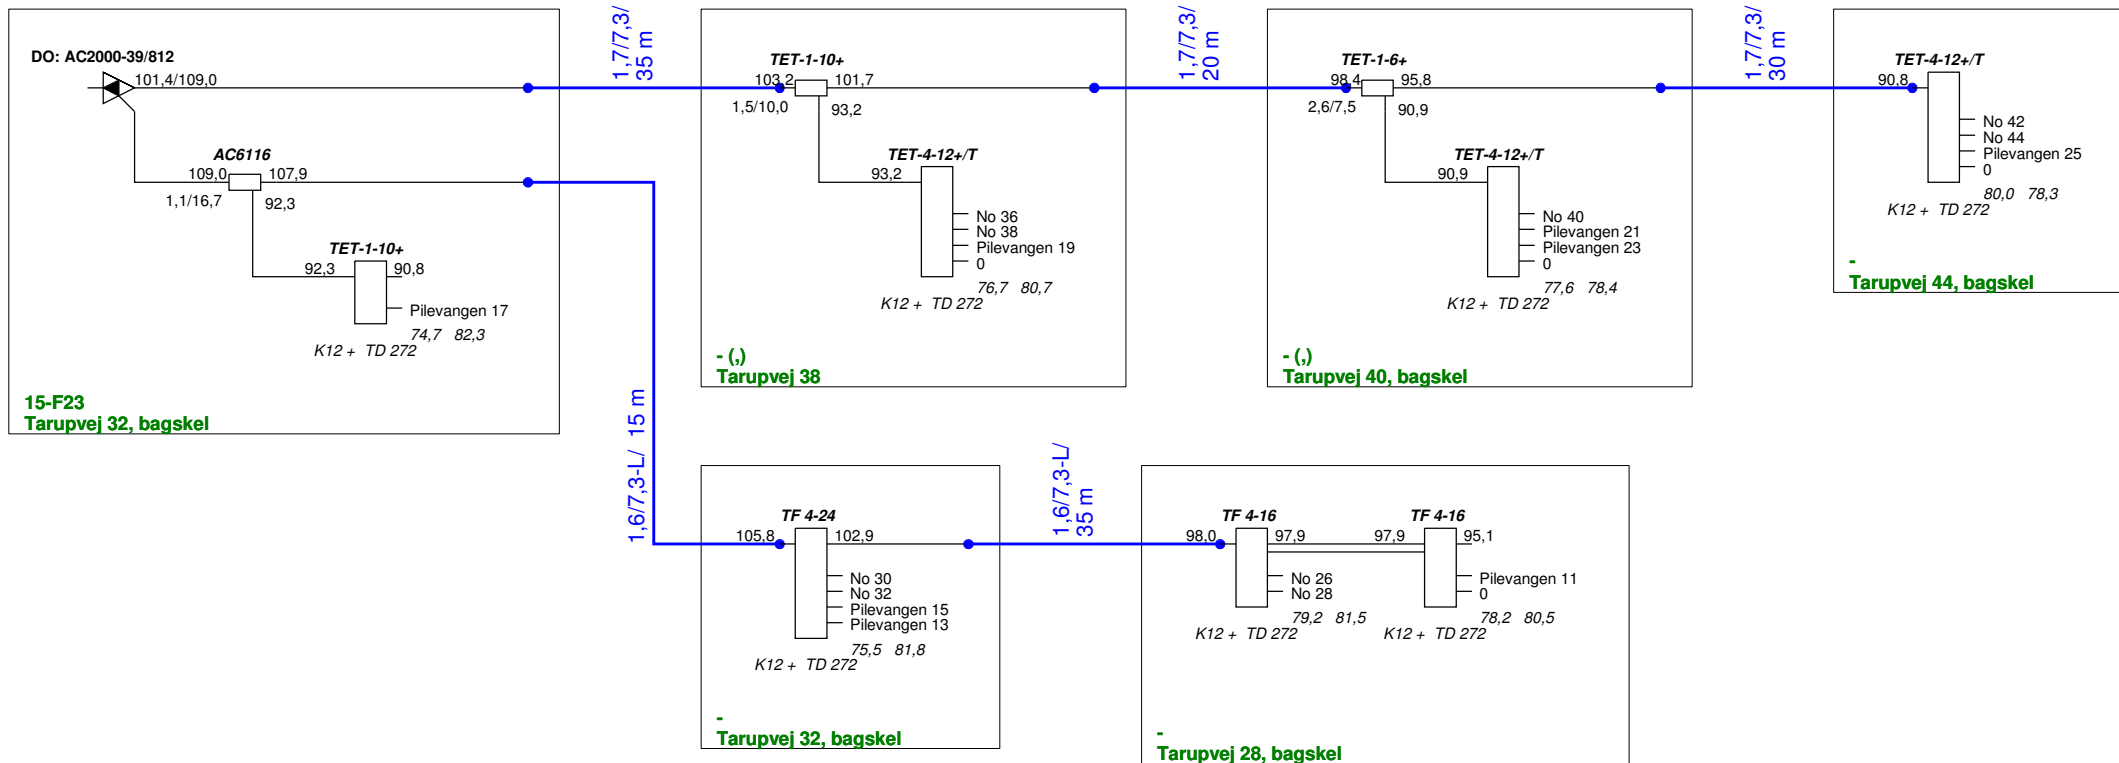 DO: AC2000-39/812
101,4/109,0
AC6116
109,0 107,9
1,1/16,7 92,3
TET-1-10+
92,3 90,8
Pilevangen 17
74,7 82,3
K12 + TD 272
15-F23
Tarupvej 32, bagskel
1,7/7,3/
35 m
TET-1-10+
103,2 101,7
1,5/10,0 93,2
TET-4-12+/T
93,2
No 36
No 38
Pilevangen 19
0
76,7 80,7
K12 + TD 272
- (,)
Tarupvej 38
1,7/7,3/
20 m
TET-1-6+
98,4 95,8
2,6/7,5 90,9
TET-4-12+/T
90,9
No 40
Pilevangen 21
Pilevangen 23
0
77,6 78,4
K12 + TD 272
- (,)
Tarupvej 40, bagskel
1,7/7,3/
30 m
TET-4-12+/T
90,8
No 42
No 44
Pilevangen 25
0
80,0 78,3
K12 + TD 272
-
Tarupvej 44, bagskel
1,6/7,3-L/ 15 m
TF 4-24
105,8 102,9
No 30
No 32
Pilevangen 15
Pilevangen 13
75,5 81,8
K12 + TD 272
-
Tarupvej 32, bagskel
1,6/7,3-L/
35 m
TF 4-16
98,0 97,9
No 26
No 28
79,2 81,5
K12 + TD 272
TF 4-16
97,9 95,1
Pilevangen 11
0
78,2 80,5
K12 + TD 272
-
Tarupvej 28, bagskel